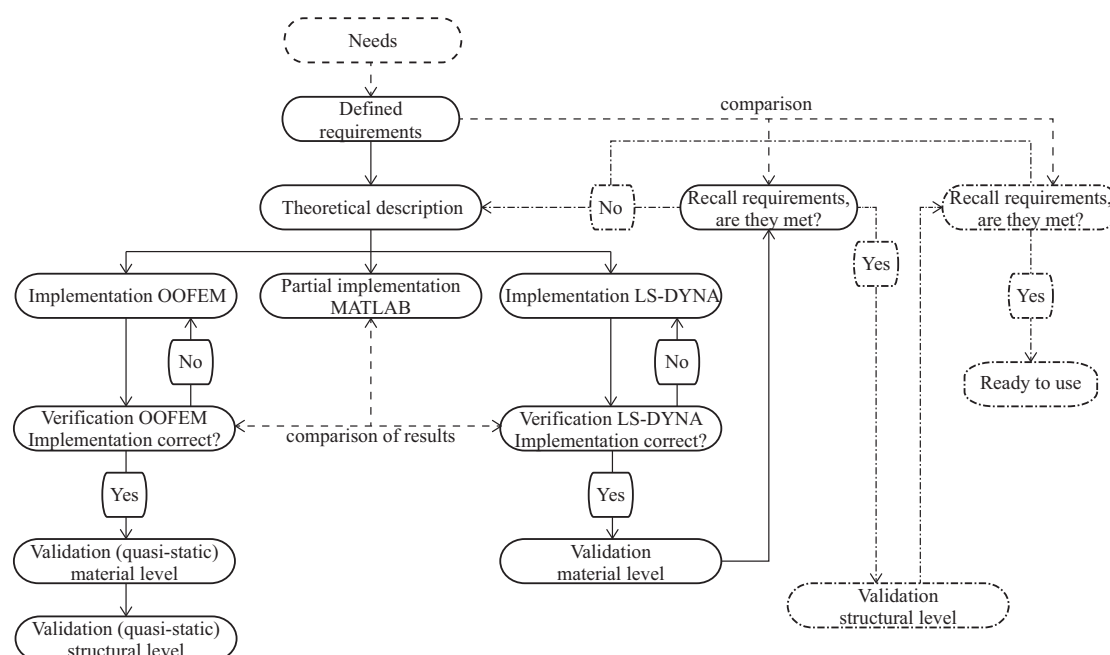 Needs
comparison
Defined
requirements
Theoretical description
No
Recall requirements,
are they met?
Recall requirements,
are they met?
Yes
Yes
Implementation OOFEM
Partial implementation
MATLAB
Implementation LS-DYNA
No
No
Ready to use
Verification OOFEM
Implementation correct?
comparison of results
Verification LS-DYNA
Implementation correct?
Yes
Yes
Validation (quasi-static)
material level
Validation
material level
Validation
structural level
Validation (quasi-static)
structural level